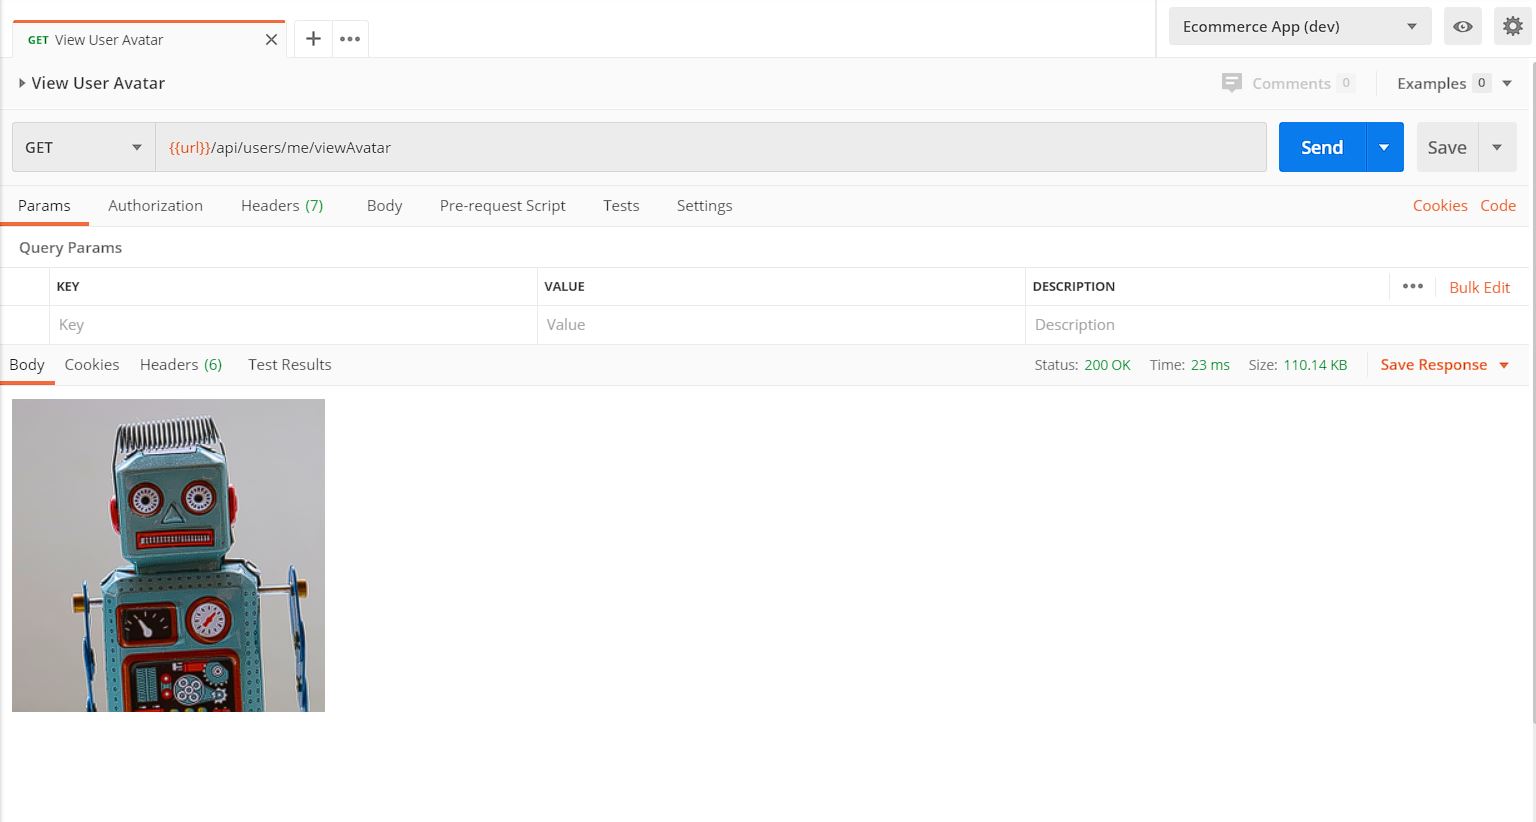 GET View User Avatar
Ecommerce App (dev)
View User Avatar
Comments 0
Examples 0
GET
{{url}}/api/users/me/viewAvatar
Send
Save
Params Authorization Headers (7) Body Pre-request Script Tests Settings
Cookies Code
Query Params
KEY VALUE DESCRIPTION
Bulk Edit
Key Value Description
Body Cookies Headers (6) Test Results
Status: 200 OK Time: 23 ms Size: 110.14 KB
Save Response